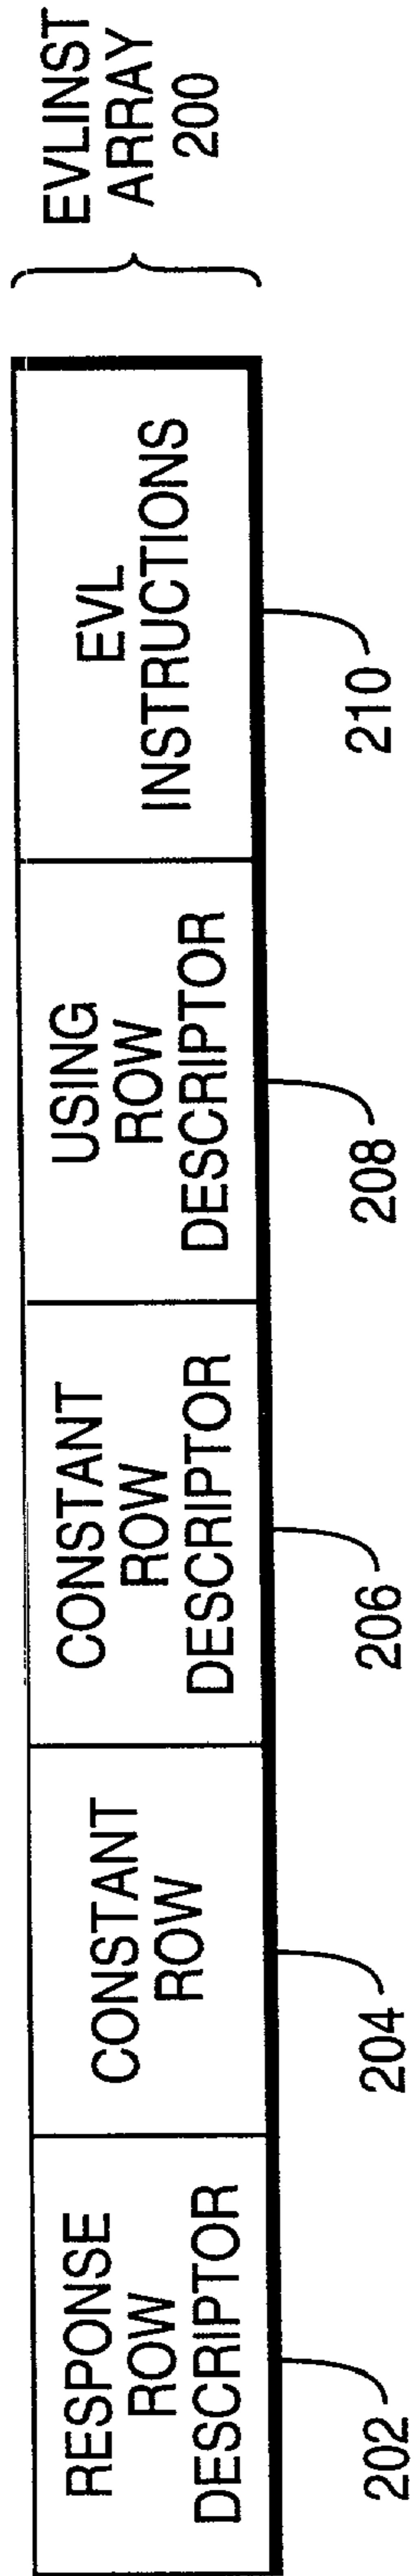 RESPONSE
ROW
DESCRIPTOR
202
CONSTANT
ROW
204
CONSTANT
ROW
DESCRIPTOR
206
USING
ROW
DESCRIPTOR
208
EVL
INSTRUCTIONS
210
EVLINST
ARRAY
200